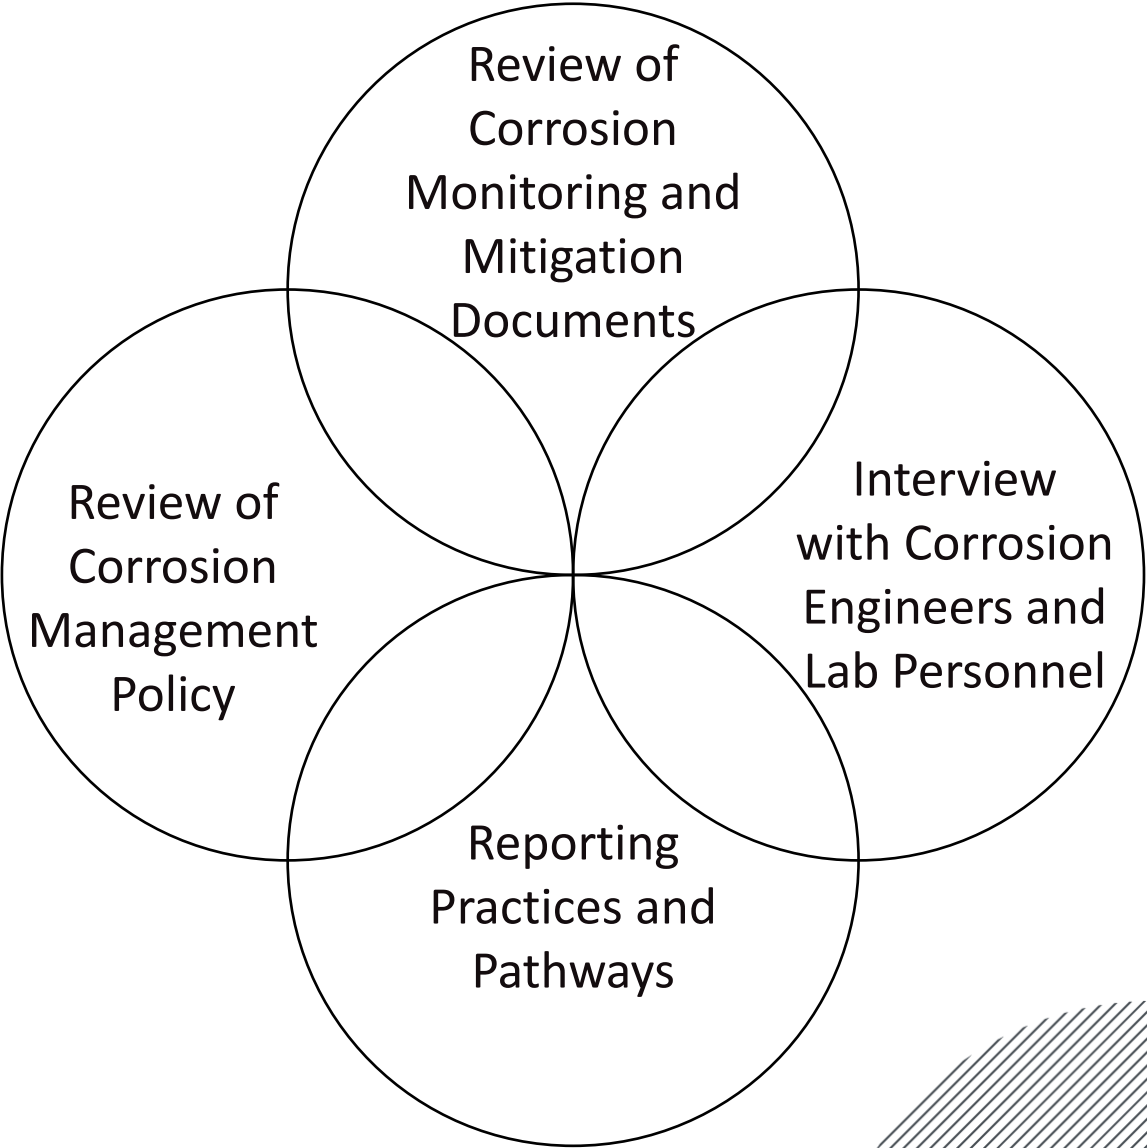 Review of
Corrosion
Monitoring and
Mitigation
Documents
Review of
Corrosion
Management
Policy
Interview
with Corrosion
Engineers and
Lab Personnel
Reporting
Practices and
Pathways